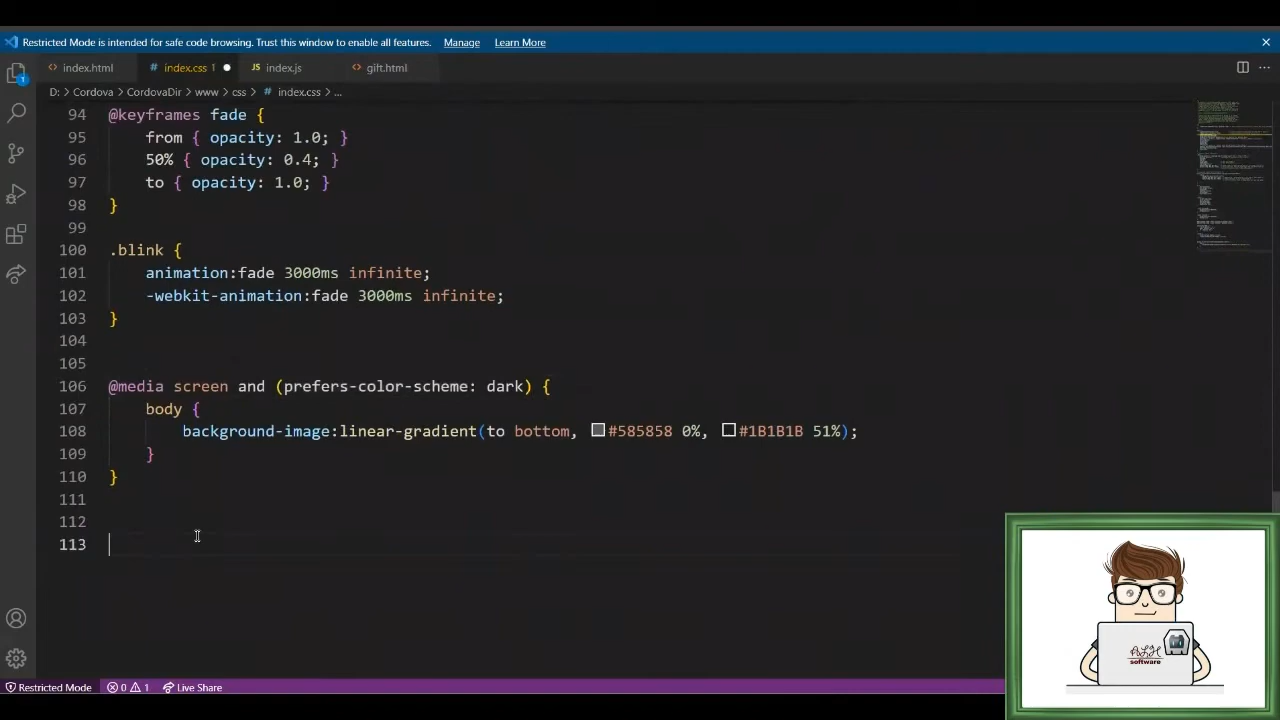 Restricted Mode is intended for safe code browsing. Trust this window to enable all features. Manage Learn More
index.html index.css 1 index.js gift.html
D: > Cordova > CordovaDir > www > css > # index.css > ...
94 @keyframes fade {
95 from { opacity: 1.0; }
96 50% { opacity: 0.4; }
97 to { opacity: 1.0; }
98 }
99
100 .blink {
101 animation:fade 3000ms infinite;
102 -webkit-animation:fade 3000ms infinite;
103 }
104
105
106 @media screen and (prefers-color-scheme: dark) {
107 body {
108 background-image:linear-gradient(to bottom, #585858 0%, #1B1B1B 51%);
109 }
110 }
111
112
113
1
software
Restricted Mode 0 1 Live Share